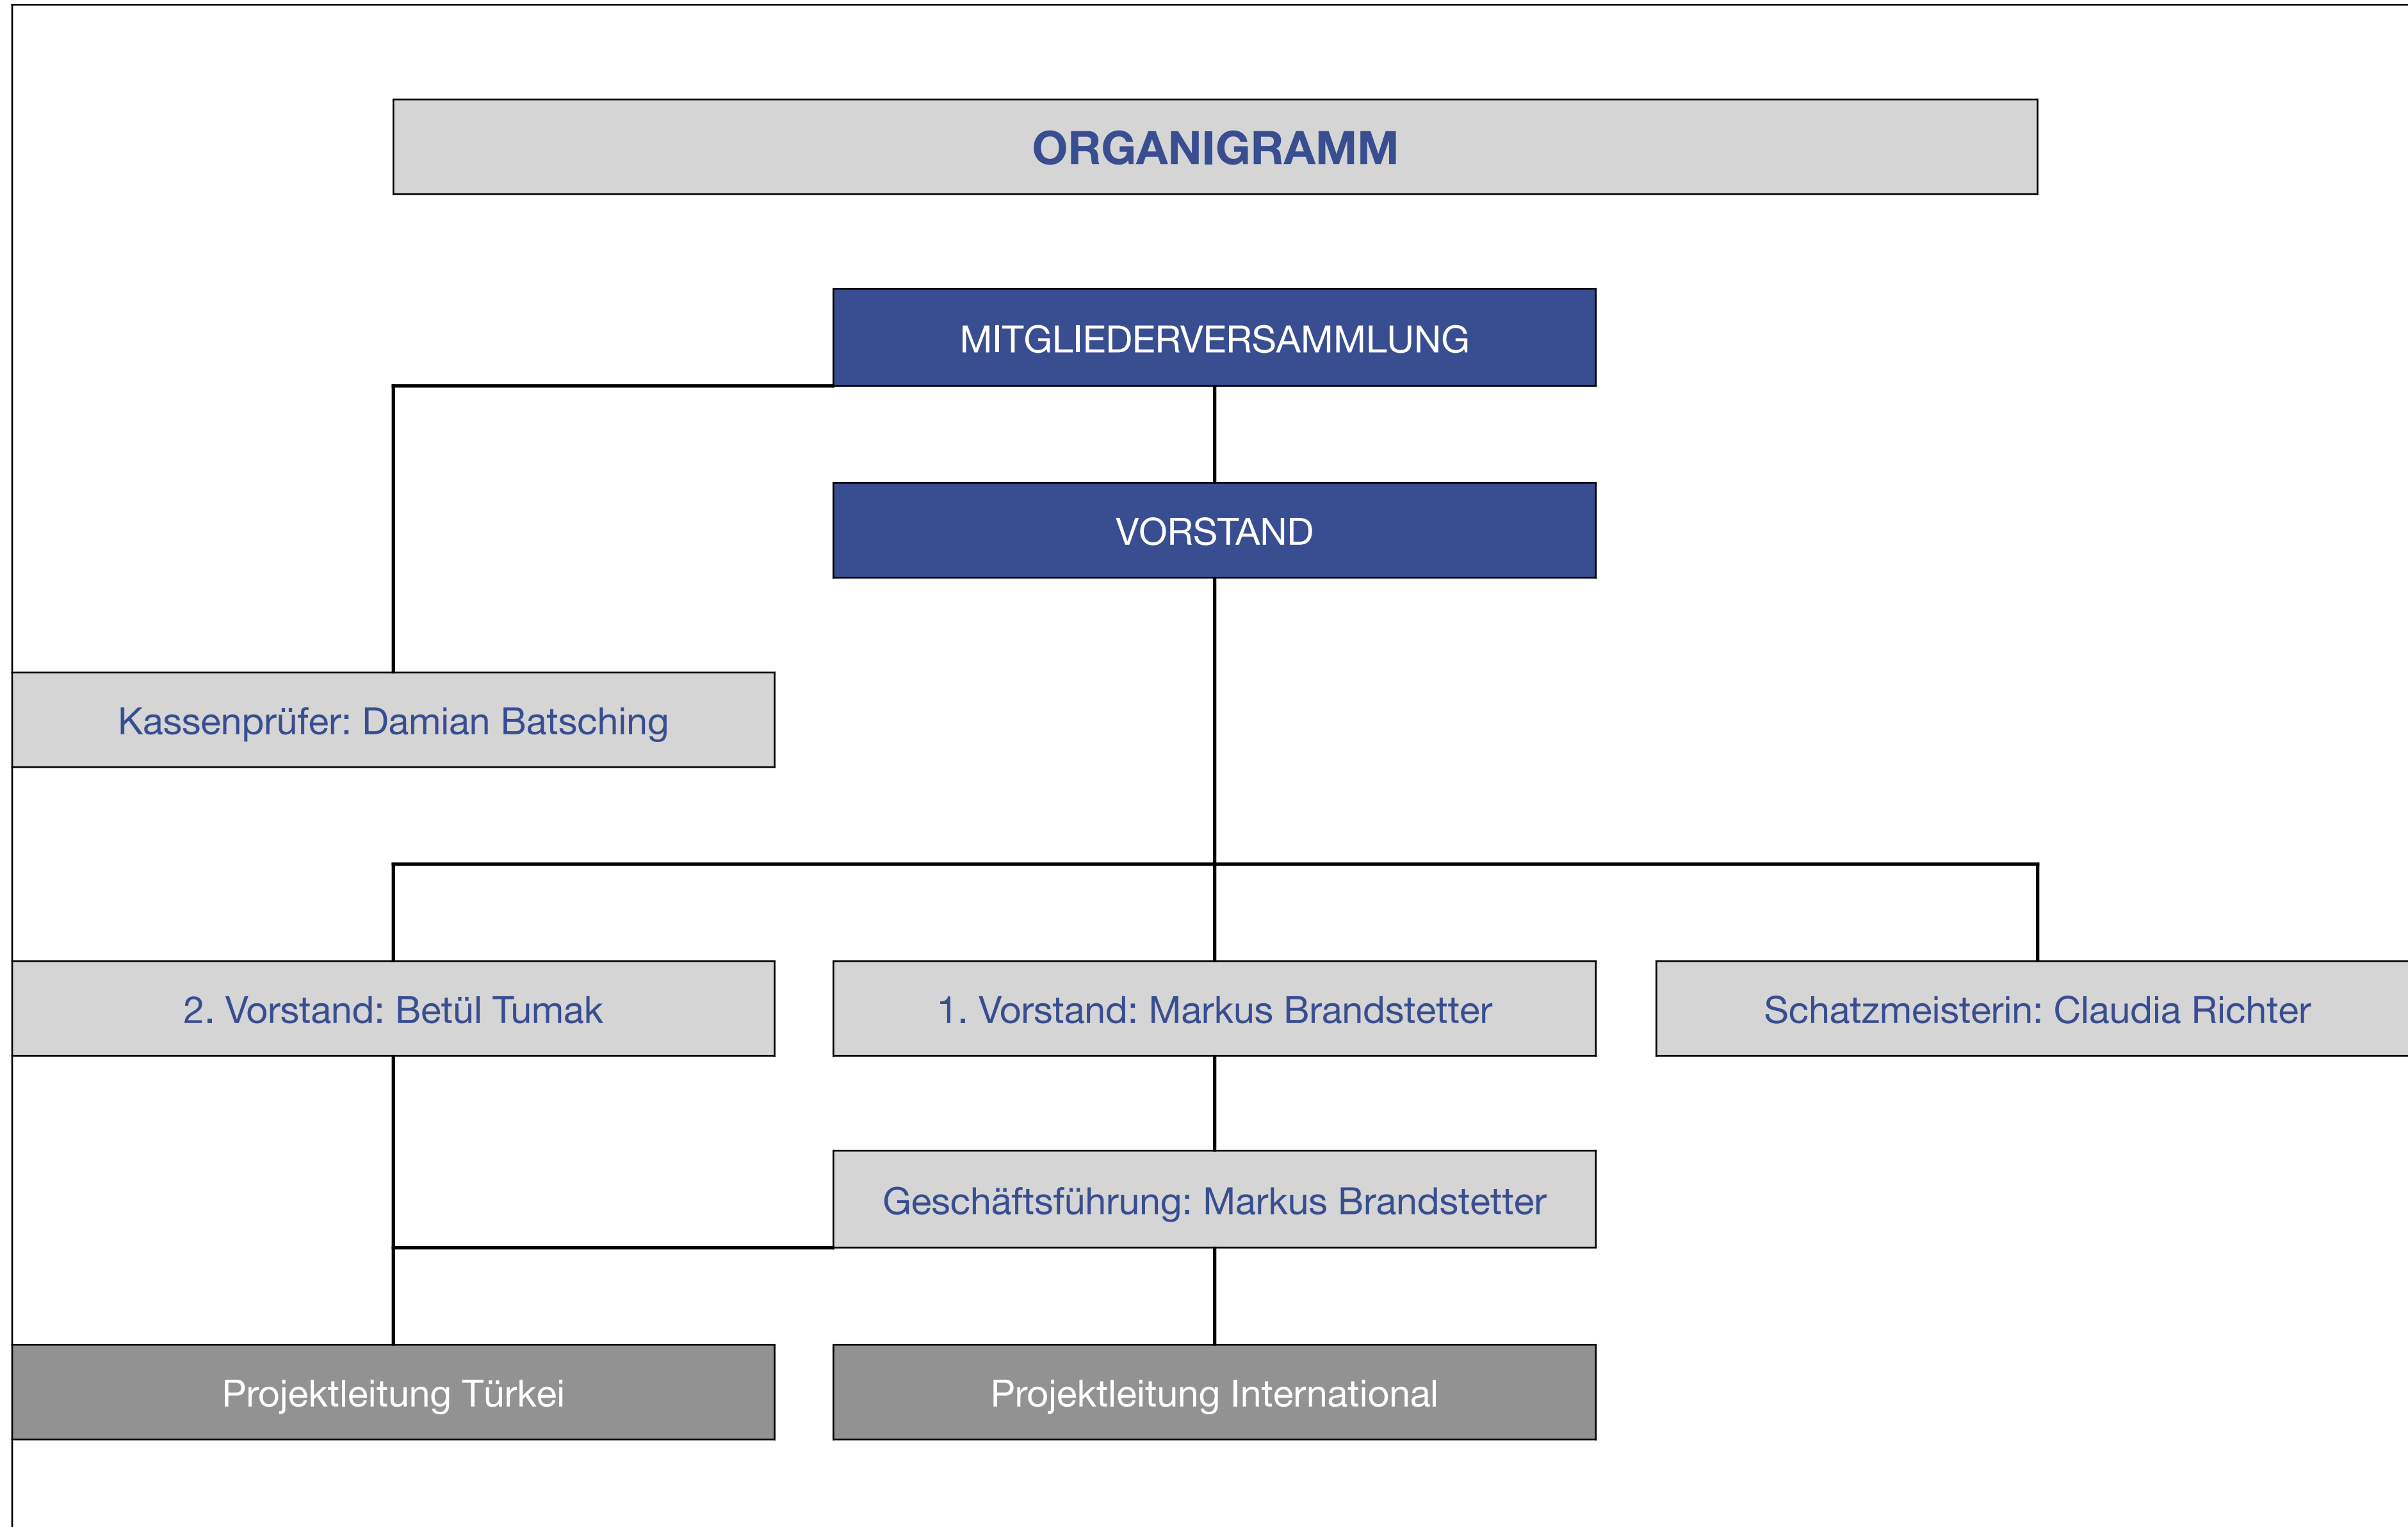 ORGANIGRAMM
MITGLIEDERVERSAMMLUNG
VORSTAND
Kassenprüfer: Damian Batsching
2. Vorstand: Betül Tumak
1. Vorstand: Markus Brandstetter
Schatzmeisterin: Claudia Richter
Geschättsführung: Markus Brandstetter
Projektleitung Türkei
Projektleitung International